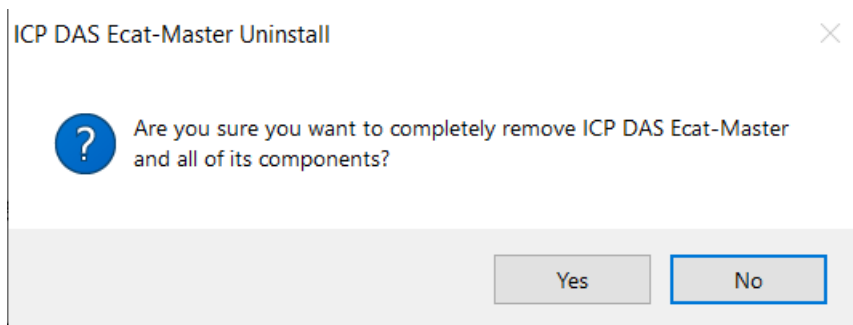 ICP DAS Ecat-Master Uninstall
Are you sure you want to completely remove ICP DAS Ecat-Master
and all of its components?
Yes
No